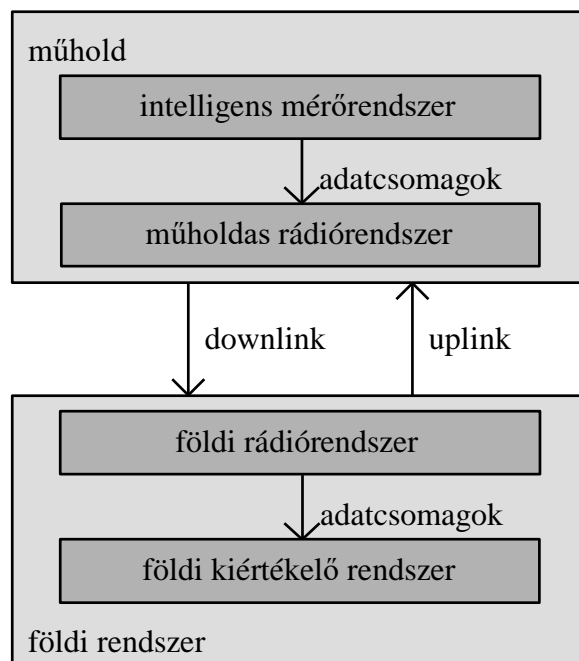 műhold
intelligens mérőrendszer
adatcsomagok
műholdas rádiórendszer
downlink
uplink
földi rádiórendszer
adatcsomagok
földi kiértékelő rendszer
földi rendszer